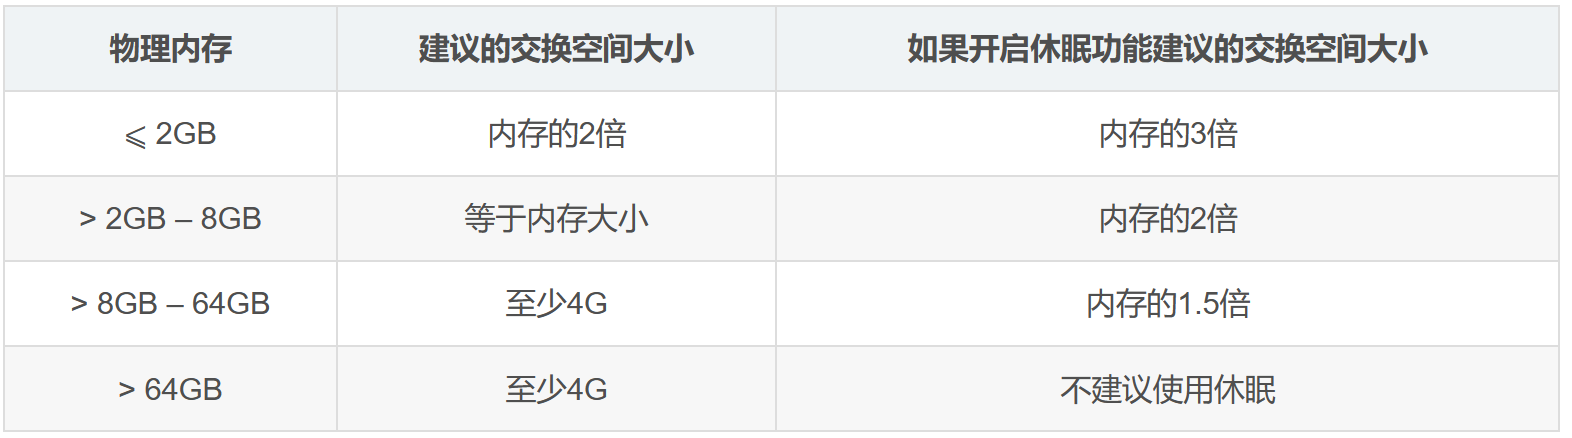 物理内存 建议的交换空间大小 如果开启休眠功能建议的交换空间大小
⩽ 2GB 内存的2倍 内存的3倍
> 2GB – 8GB 等于内存大小 内存的2倍
> 8GB – 64GB 至少4G 内存的1.5倍
> 64GB 至少4G 不建议使用休眠